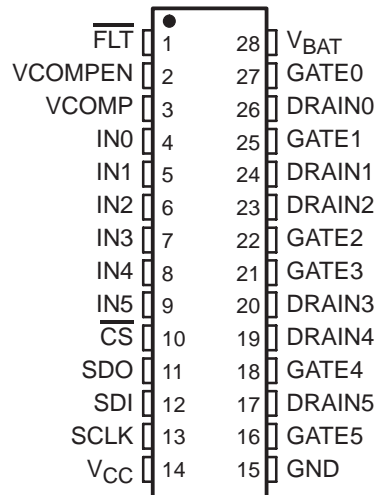 FLT 1 28 VBAT
VCOMPEN 2 27 GATE0
VCOMP 3 26 DRAIN0
IN0 4 25 GATE1
IN1 5 24 DRAIN1
IN2 6 23 DRAIN2
IN3 7 22 GATE2
IN4 8 21 GATE3
IN5 9 20 DRAIN3
CS 10 19 DRAIN4
SDO 11 18 GATE4
SDI 12 17 DRAIN5
SCLK 13 16 GATE5
VCC 14 15 GND